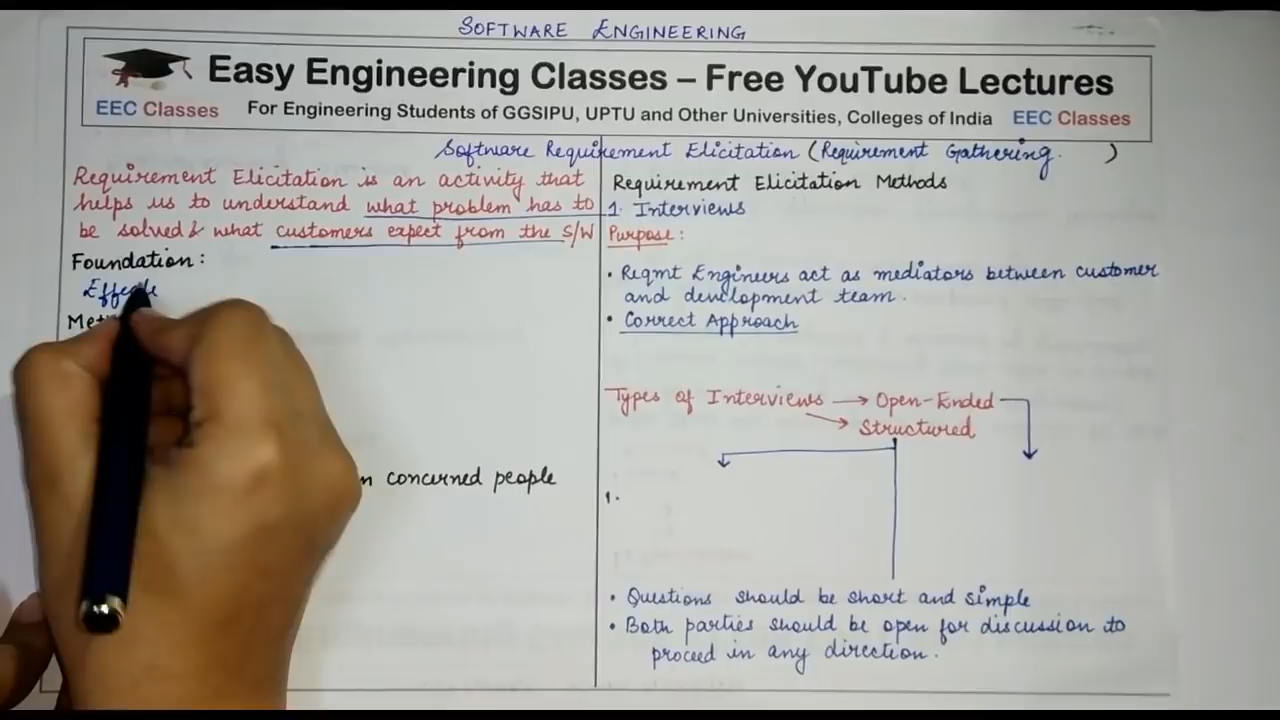 SOFTWARE ENGINEERING
Easy Engineering Classes – Free YouTube Lectures
EEC Classes For Engineering Students of GGSIPU, UPTU and Other Universities, Colleges of India EEC Classes
Software Requirement Elicitation (Requirement Gathering. )
Requirement Elicitation is an activity that
helps us to understand what problem has to
be solved & what customers expect from the S/W
Foundation:
concerned people
Requirement Elicitation Methods
1. Interviews
Purpose:
• Reqmt Engineers act as mediators between customer
and development team.
• Correct Approach
Types of Interviews → Open-Ended
→ Structured
1.
• Questions should be short and simple
• Both parties should be open for discussion to
proceed in any direction.